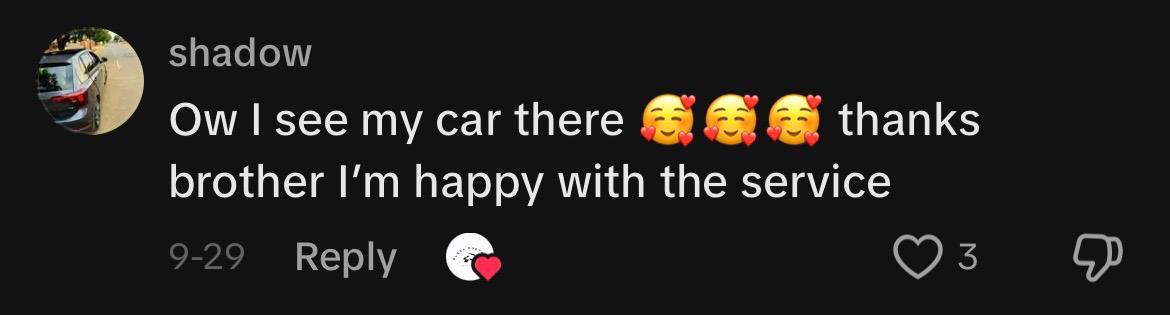 shadow
Ow I see my car there 🥰🥰🥰 thanks
brother I’m happy with the service
9-29 Reply 3